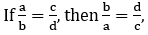 If a/b = c/d, then b/a = d/c,